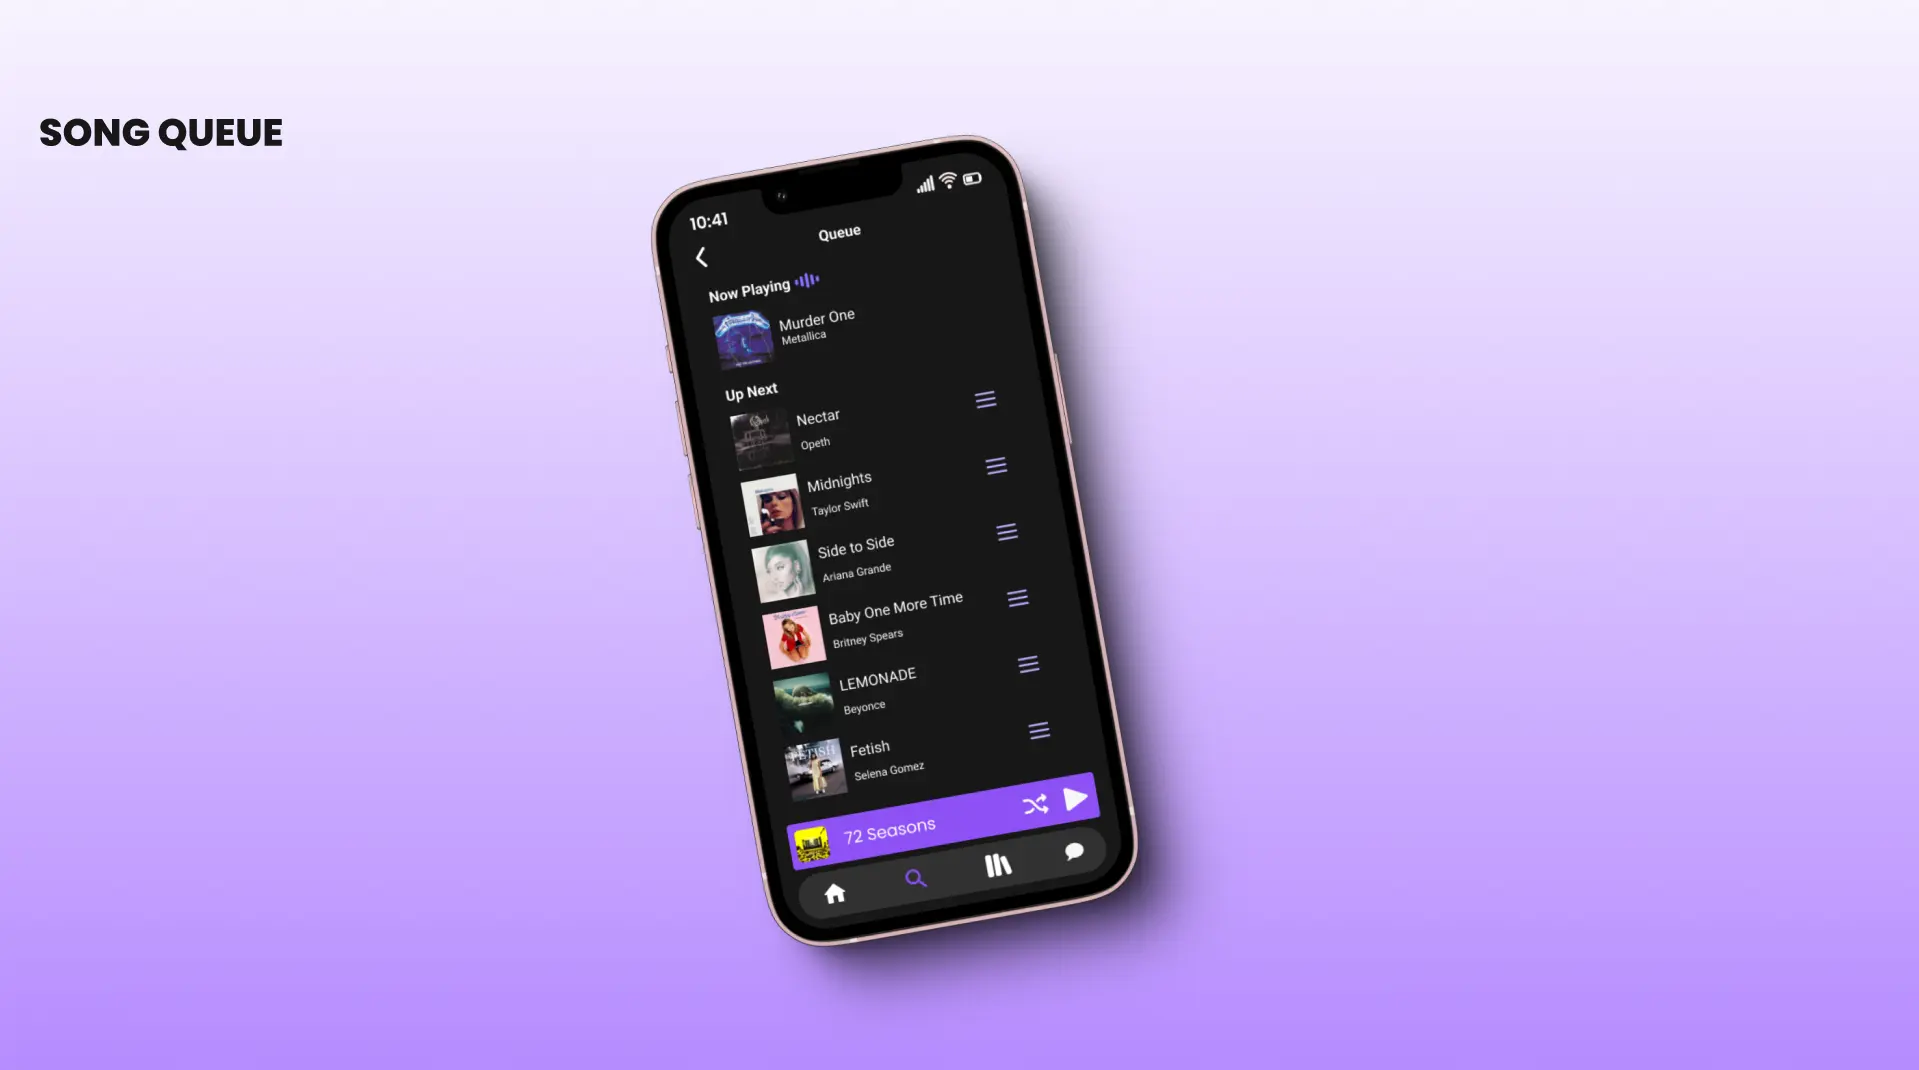 SONG QUEUE
10:41
Queue
Now Playing
Murder One
Metallica
Up Next
Nectar
Opeth
Midnights
Taylor Swift
Side to Side
Ariana Grande
Baby One More Time
Britney Spears
LEMONADE
Beyonce
FETISH
Fetish
Selena Gomez
72 Seasons